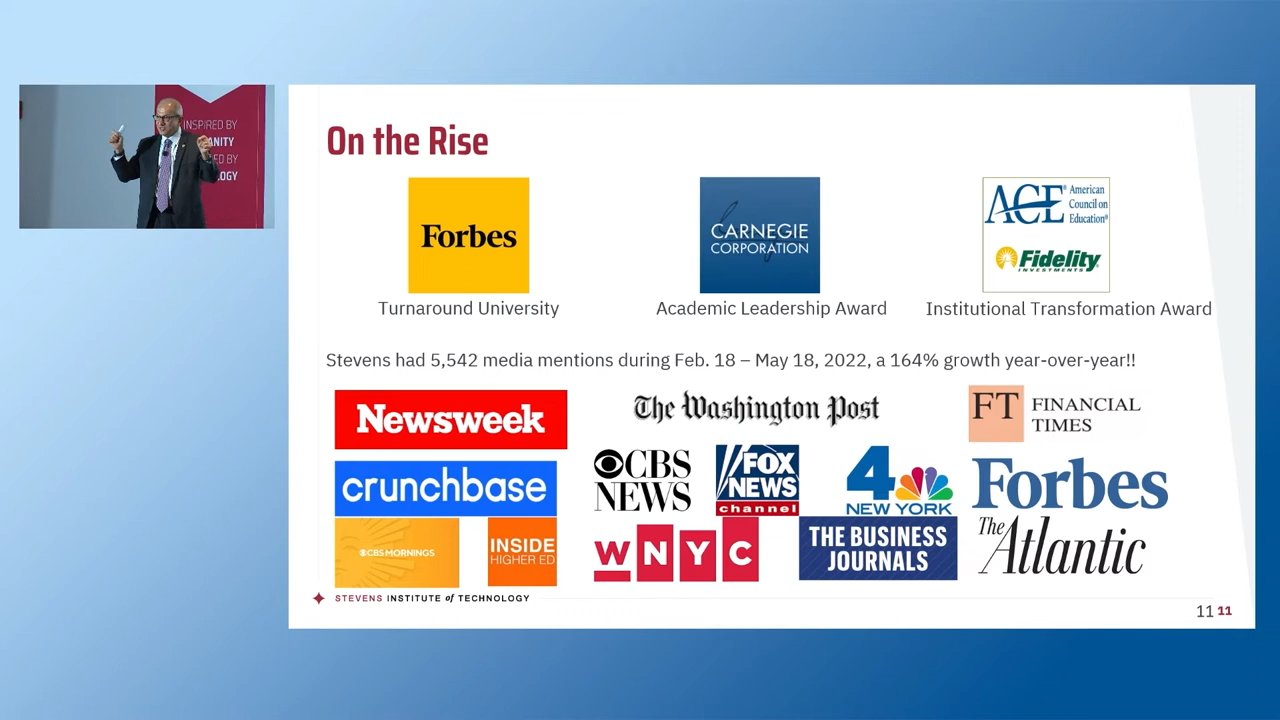 INSPIRED BY
ANITY
ED BY
LOGY
On the Rise
Forbes
CARNEGIE
CORPORATION
ACE® American
Council on
Education®
Fidelity
INVESTMENTS
Turnaround University
Academic Leadership Award
Institutional Transformation Award
Stevens had 5,542 media mentions during Feb. 18 – May 18, 2022, a 164% growth year-over-year!!
Newsweek
The Washington Post
FT FINANCIAL
TIMES
crunchbase
CBS
NEWS
FOX
NEWS
channel
4
NEW YORK
Forbes
CBS MORNINGS
INSIDE
HIGHER ED
WNYC
THE BUSINESS
JOURNALS
The Atlantic
STEVENS INSTITUTE of TECHNOLOGY
11 11